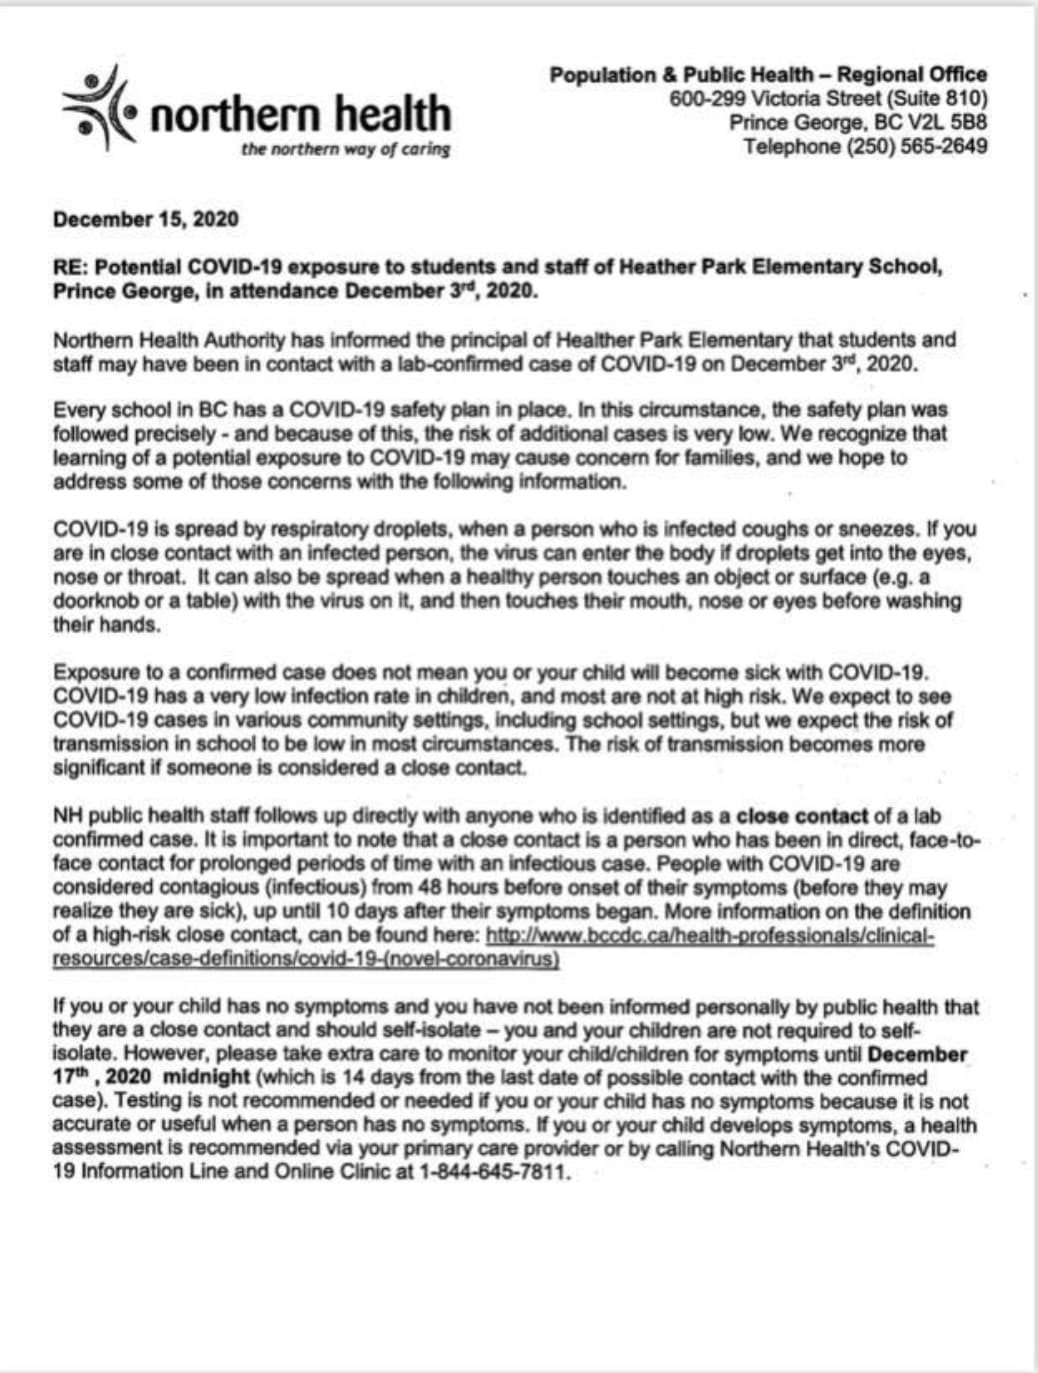 northern health
the northern way of caring
Population & Public Health – Regional Office
600-299 Victoria Street (Suite 810)
Prince George, BC V2L 5B8
Telephone (250) 565-2649
December 15, 2020
RE: Potential COVID-19 exposure to students and staff of Heather Park Elementary School,
Prince George, in attendance December 3rd, 2020.
Northern Health Authority has informed the principal of Healther Park Elementary that students and
staff may have been in contact with a lab-confirmed case of COVID-19 on December 3rd, 2020.
Every school in BC has a COVID-19 safety plan in place. In this circumstance, the safety plan was
followed precisely - and because of this, the risk of additional cases is very low. We recognize that
learning of a potential exposure to COVID-19 may cause concern for families, and we hope to
address some of those concerns with the following information.
COVID-19 is spread by respiratory droplets, when a person who is infected coughs or sneezes. If you
are in close contact with an infected person, the virus can enter the body if droplets get into the eyes,
nose or throat. It can also be spread when a healthy person touches an object or surface (e.g. a
doorknob or a table) with the virus on it, and then touches their mouth, nose or eyes before washing
their hands.
Exposure to a confirmed case does not mean you or your child will become sick with COVID-19.
COVID-19 has a very low infection rate in children, and most are not at high risk. We expect to see
COVID-19 cases in various community settings, including school settings, but we expect the risk of
transmission in school to be low in most circumstances. The risk of transmission becomes more
significant if someone is considered a close contact.
NH public health staff follows up directly with anyone who is identified as a close contact of a lab
confirmed case. It is important to note that a close contact is a person who has been in direct, face-to-
face contact for prolonged periods of time with an infectious case. People with COVID-19 are
considered contagious (infectious) from 48 hours before onset of their symptoms (before they may
realize they are sick), up until 10 days after their symptoms began. More information on the definition
of a high-risk close contact, can be found here: http://www.bccdc.ca/health-professionals/clinical-
resources/case-definitions/covid-19-(novel-coronavirus)
If you or your child has no symptoms and you have not been informed personally by public health that
they are a close contact and should self-isolate – you and your children are not required to self-
isolate. However, please take extra care to monitor your child/children for symptoms until December
17th , 2020 midnight (which is 14 days from the last date of possible contact with the confirmed
case). Testing is not recommended or needed if you or your child has no symptoms because it is not
accurate or useful when a person has no symptoms. If you or your child develops symptoms, a health
assessment is recommended via your primary care provider or by calling Northern Health's COVID-
19 Information Line and Online Clinic at 1-844-645-7811.